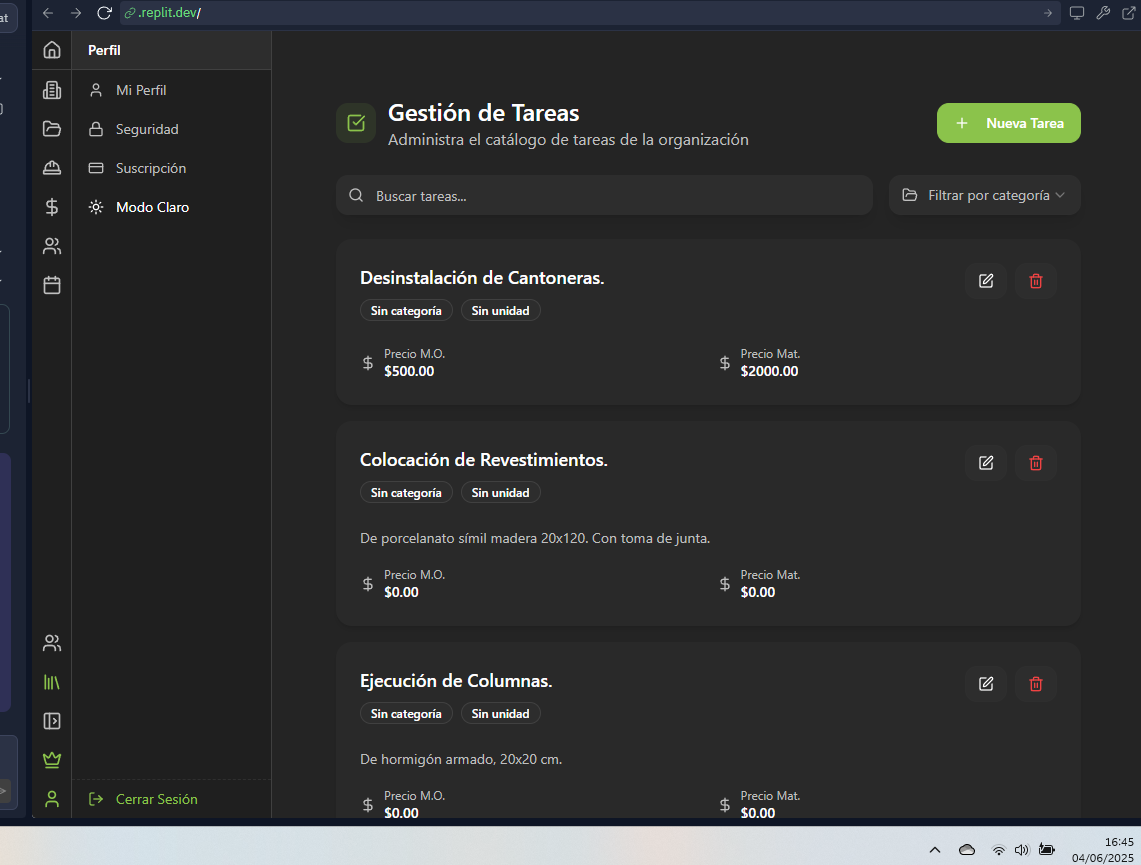 at
.replit.dev/
Perfil
Mi Perfil
Seguridad
Suscripción
Modo Claro
Cerrar Sesión
Gestión de Tareas
Administra el catálogo de tareas de la organización
+ Nueva Tarea
Buscar tareas...
Filtrar por categoría
Desinstalación de Cantoneras.
Sin categoría Sin unidad
Precio M.O.
$500.00
Precio Mat.
$2000.00
Colocación de Revestimientos.
Sin categoría Sin unidad
De porcelanato símil madera 20x120. Con toma de junta.
Precio M.O.
$0.00
Precio Mat.
$0.00
Ejecución de Columnas.
Sin categoría Sin unidad
De hormigón armado, 20x20 cm.
Precio M.O.
$0.00
Precio Mat.
$0.00
16:45
04/06/2025